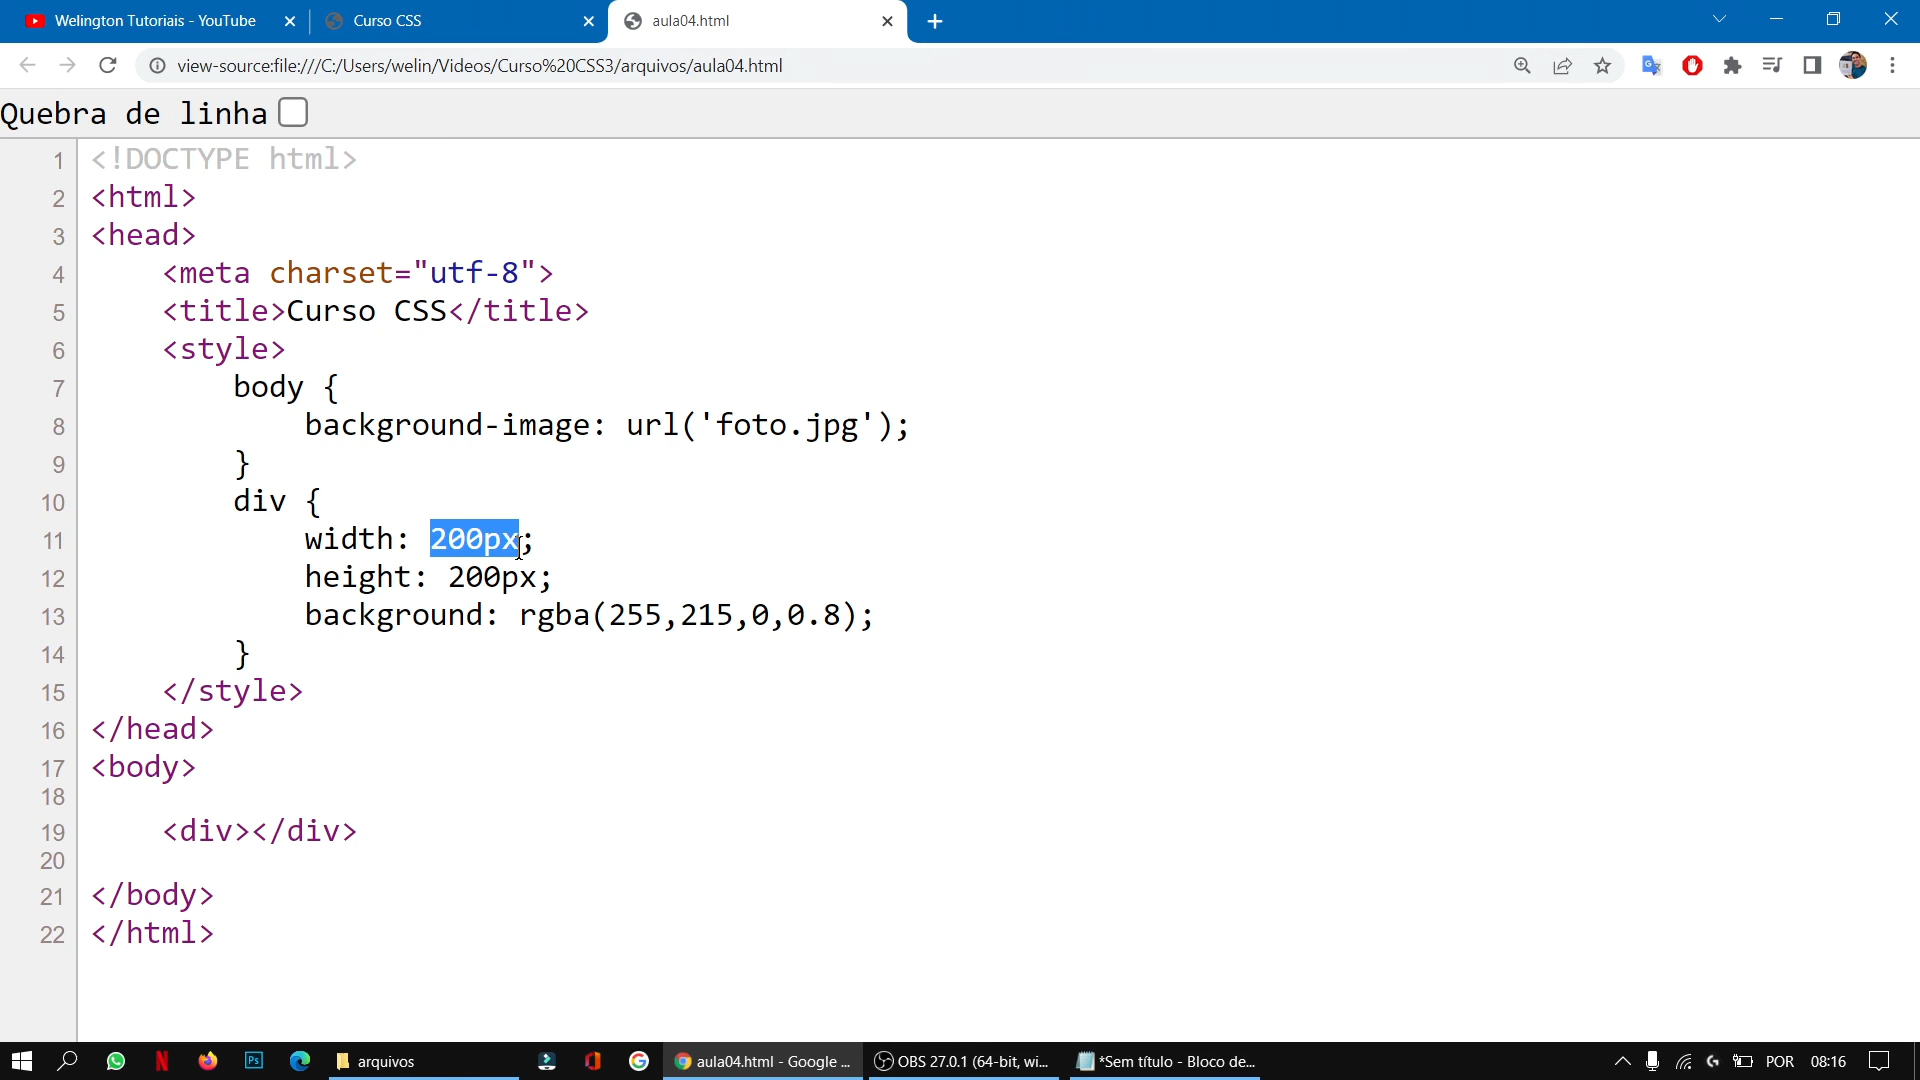 Welington Tutoriais - YouTube
Curso CSS
aula04.html
view-source:file:///C:/Users/welin/Videos/Curso%20CSS3/arquivos/aula04.html
Quebra de linha
1 <!DOCTYPE html>
2 <html>
3 <head>
4 <meta charset="utf-8">
5 <title>Curso CSS</title>
6 <style>
7 body {
8 background-image: url('foto.jpg');
9 }
10 div {
11 width: 200px;
12 height: 200px;
13 background: rgba(255,215,0,0.8);
14 }
15 </style>
16 </head>
17 <body>
18
19 <div></div>
20
21 </body>
22 </html>
Ps
arquivos
aula04.html - Google ...
OBS 27.0.1 (64-bit, wi...
*Sem título - Bloco de...
POR
08:16